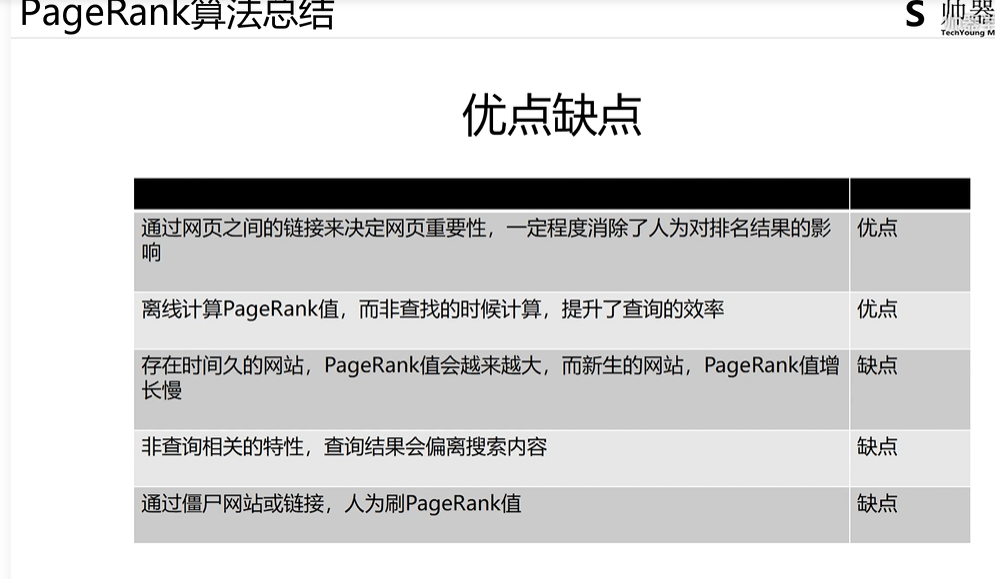 PageRank算法总结
S 帅器
TechYoung M
优点缺点
通过网页之间的链接来决定网页重要性，一定程度消除了人为对排名结果的影
响
优点
离线计算PageRank值，而非查找的时候计算，提升了查询的效率
优点
存在时间久的网站，PageRank值会越来越大，而新生的网站，PageRank值增
长慢
缺点
非查询相关的特性，查询结果会偏离搜索内容
缺点
通过僵尸网站或链接，人为刷PageRank值
缺点